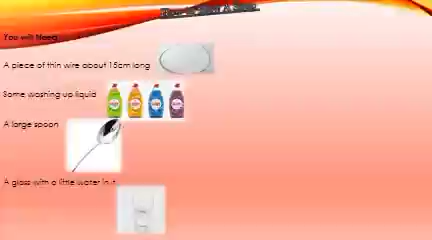 You will Need
A piece of thin wire about 15cm long
Some washing up liquid
A large spoon
A glass with a little water in it